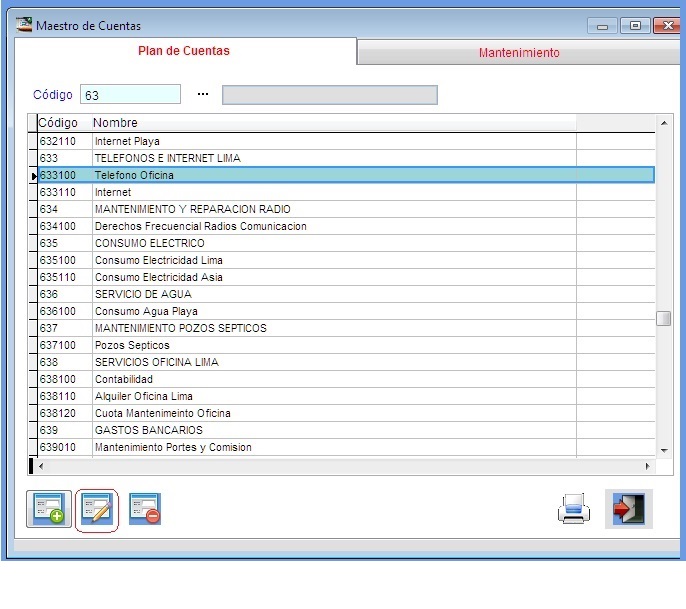 Maestro de Cuentas
Plan de Cuentas
Mantenimiento
Código 63 ...
Código Nombre
632110 Internet Playa
633 TELEFONOS E INTERNET LIMA
633100 Telefono Oficina
633110 Internet
634 MANTENIMIENTO Y REPARACION RADIO
634100 Derechos Frecuencial Radios Comunicacion
635 CONSUMO ELECTRICO
635100 Consumo Electricidad Lima
635110 Consumo Electricidad Asia
636 SERVICIO DE AGUA
636100 Consumo Agua Playa
637 MANTENIMIENTO POZOS SEPTICOS
637100 Pozos Septicos
638 SERVICIOS OFICINA LIMA
638100 Contabilidad
638110 Alquiler Oficina Lima
638120 Cuota Mantenimeinto Oficina
639 GASTOS BANCARIOS
639010 Mantenimiento Portes y Comision